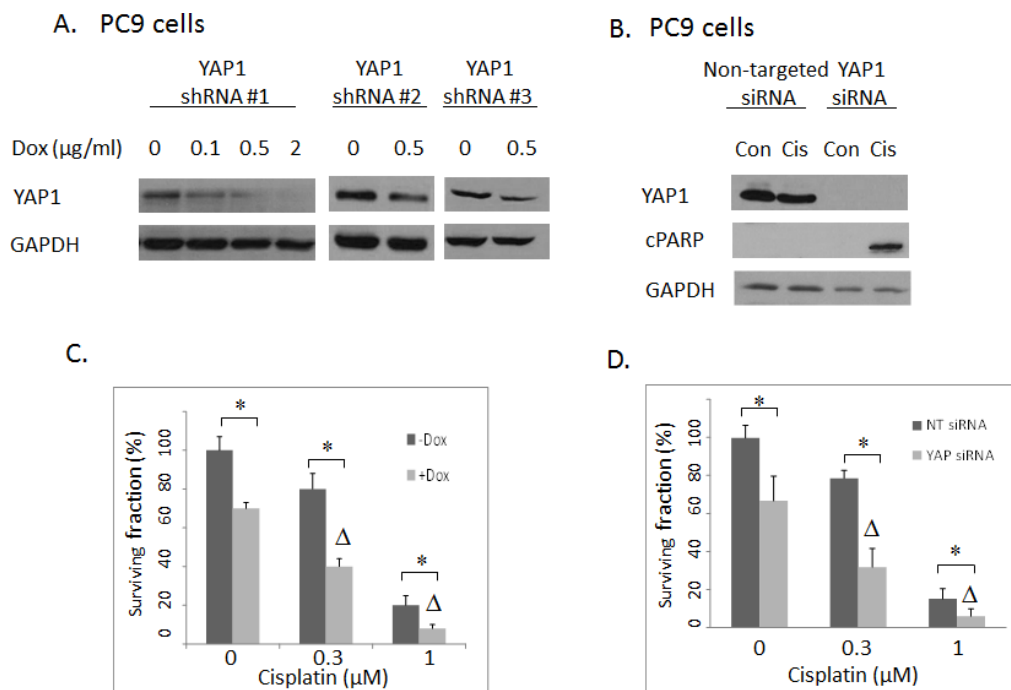 A. PC9 cells
YAP1 shRNA #1
YAP1 shRNA #2
YAP1 shRNA #3
Dox (µg/ml) 0 0.1 0.5 2 0 0.5 0 0.5
YAP1
GAPDH
B. PC9 cells
Non-targeted siRNA
YAP1 siRNA
Con Cis Con Cis
YAP1
cPARP
GAPDH
C.
Surviving fraction (%)
100
80
60
40
20
0
* * *
Δ Δ
-Dox
+Dox
0 0.3 1
Cisplatin (µM)
D.
Surviving fraction (%)
100
80
60
40
20
0
* * *
Δ Δ
NT siRNA
YAP siRNA
0 0.3 1
Cisplatin (µM)